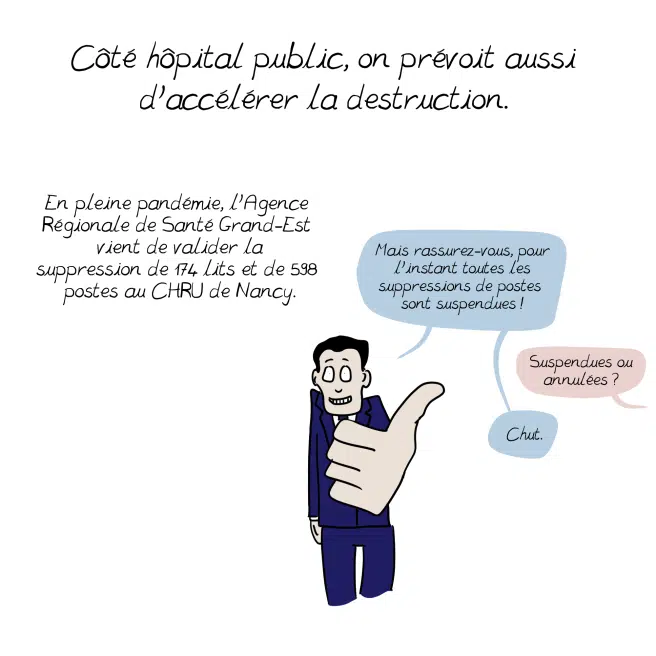 Côté hôpital public, on prévoit aussi
d'accélérer la destruction.
En pleine pandémie, l'Agence
Régionale de Santé Grand-Est
vient de valider la
suppression de 174 lits et de 598
postes au CHRU de Nancy.
Mais rassurez-vous, pour
l'instant toutes les
suppressions de postes
sont suspendues !
Suspendues ou
annulées ?
Chut.